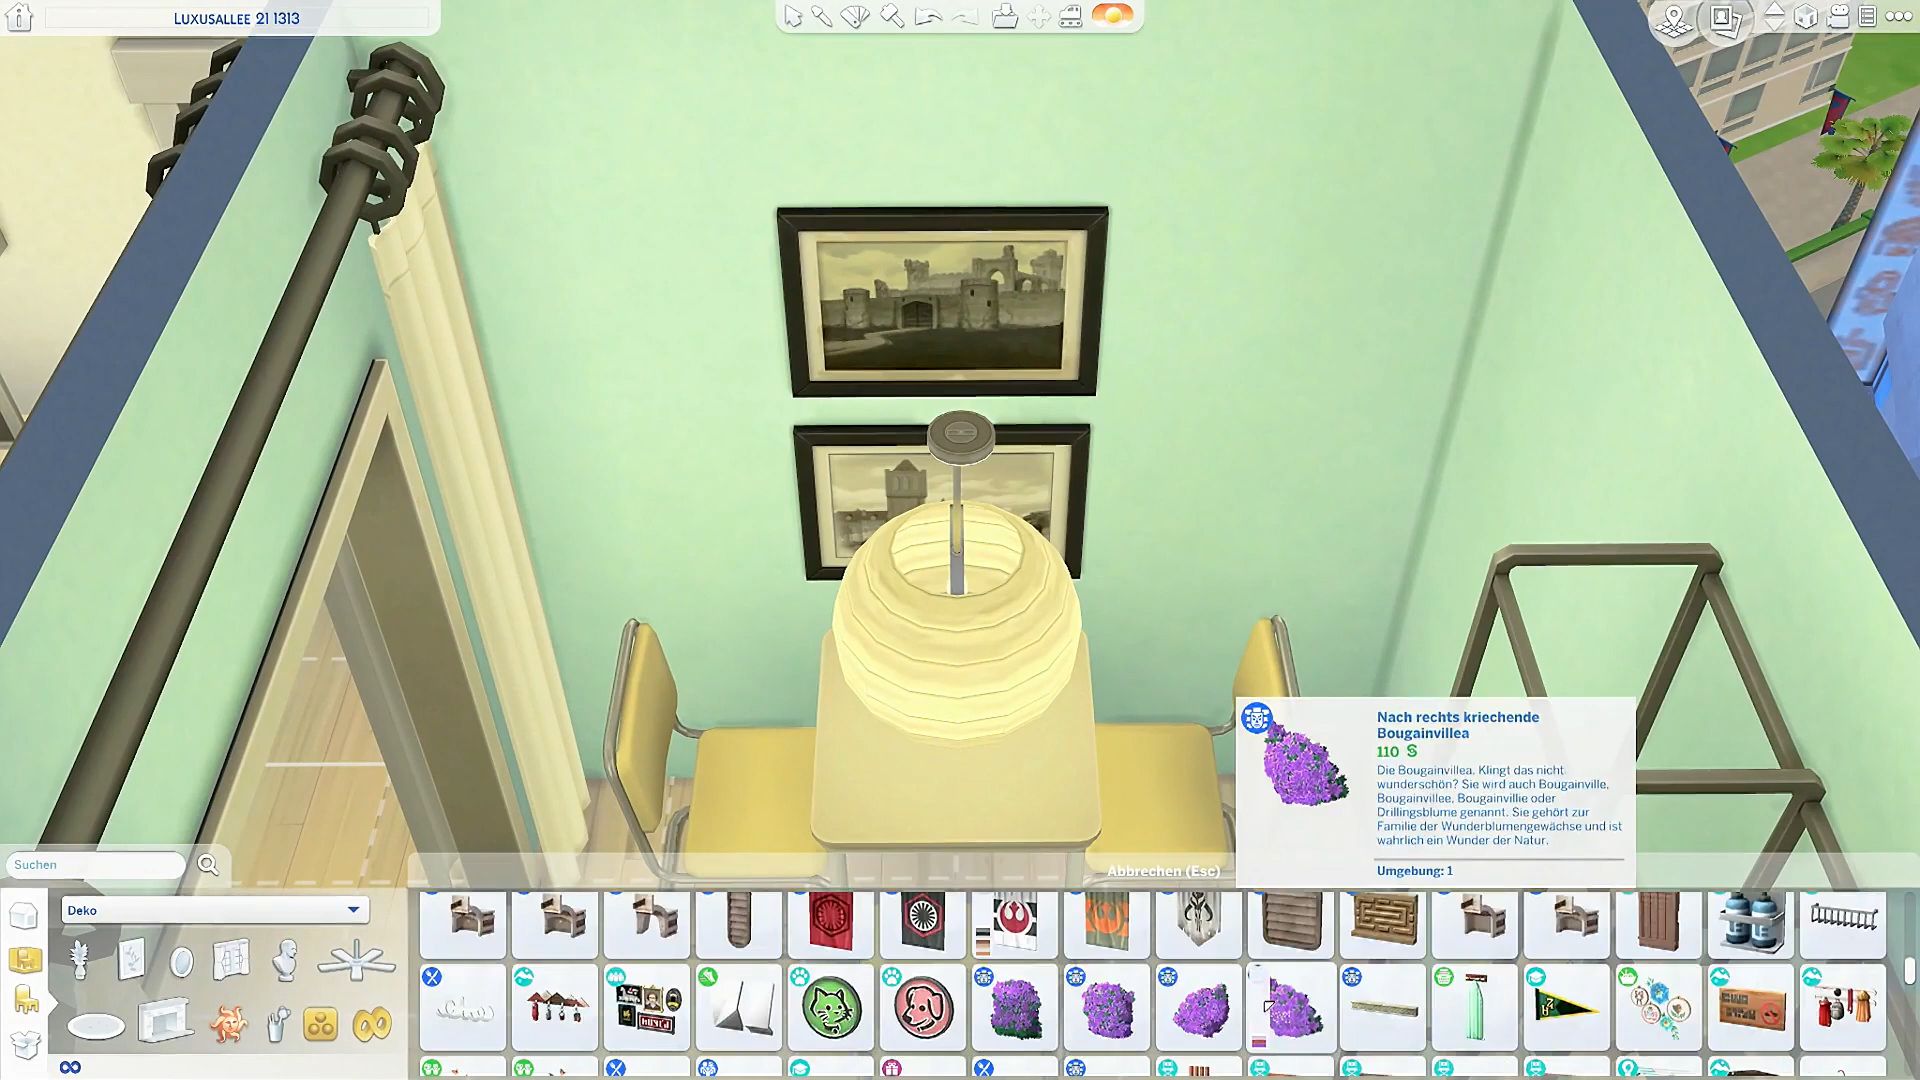 Luxusallee 21 1313
Nach rechts kriechende
Bougainvillea
110
Die Bougainvillea. Klingt das nicht
wunderschön? Sie wird auch Bougainville,
Bougainvillee, Bougainvillie oder
Drillingsblume genannt. Sie gehört zur
Familie der Wunderblumengewächse und ist
wahrlich ein Wunder der Natur.
Umgebung: 1
Abbrechen (Esc)
Suchen
Deko